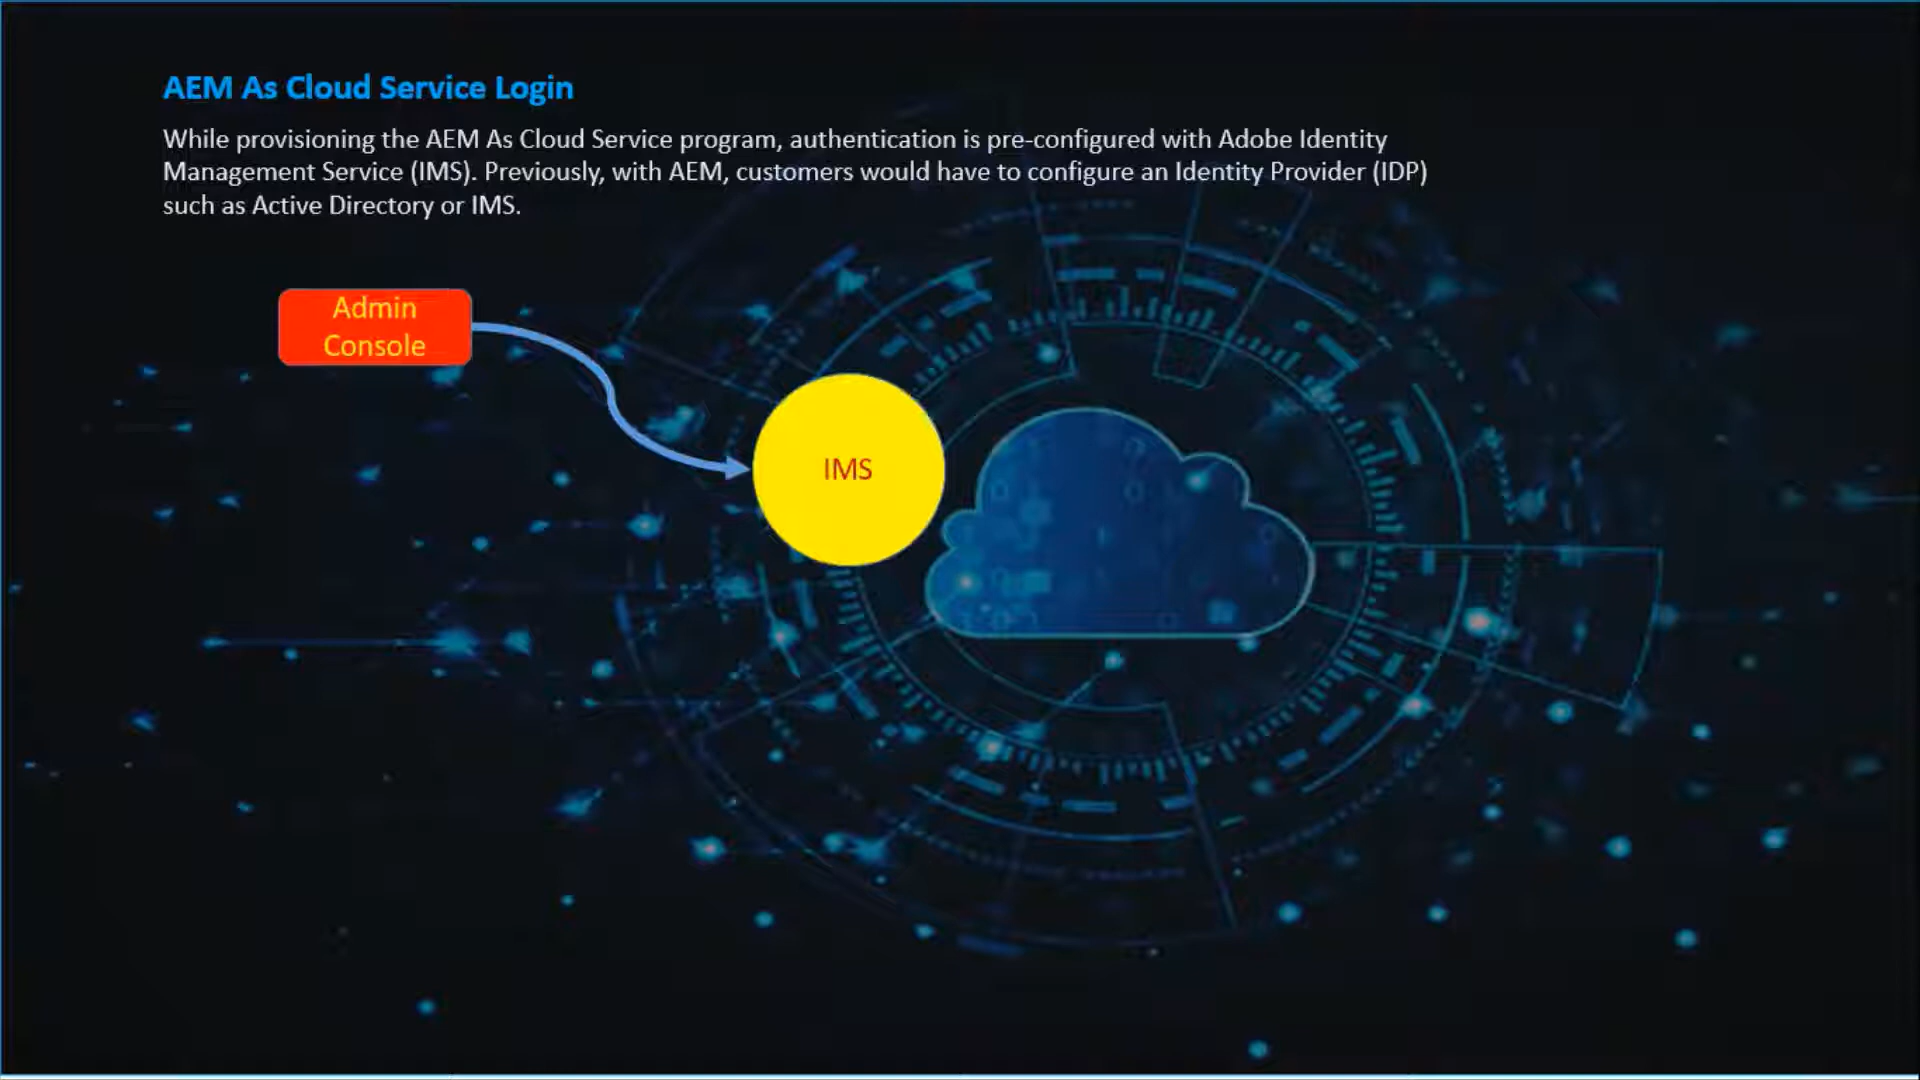 AEM As Cloud Service Login
While provisioning the AEM As Cloud Service program, authentication is pre-configured with Adobe Identity
Management Service (IMS). Previously, with AEM, customers would have to configure an Identity Provider (IDP)
such as Active Directory or IMS.
Admin
Console
IMS